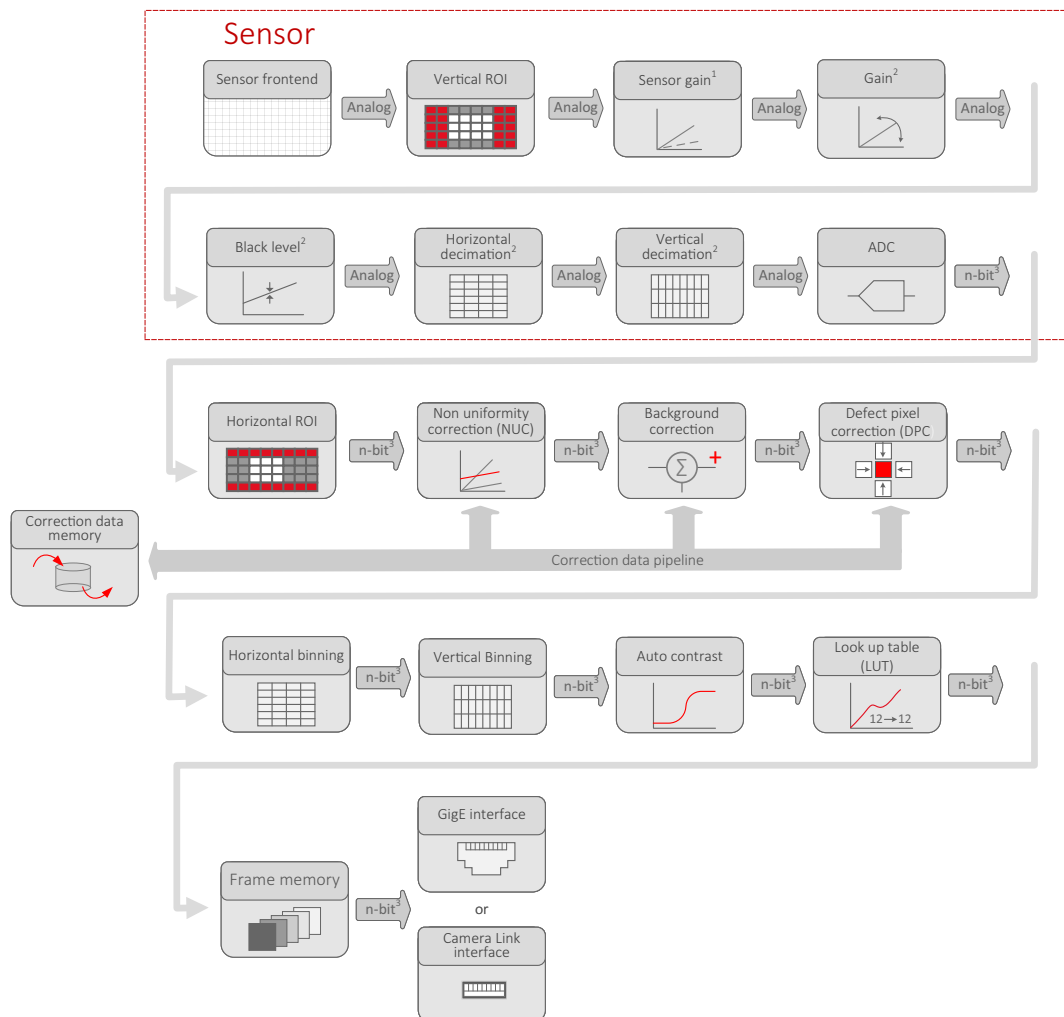 Sensor
Sensor frontend
Analog
Vertical ROI
Analog
Sensor gain¹
Analog
Gain²
Analog
Black level²
Analog
Horizontal
decimation²
Analog
Vertical
decimation²
Analog
ADC
n-bit³
Horizontal ROI
n-bit³
Non uniformity
correction (NUC)
n-bit³
Background
correction
Σ
+
n-bit³
Defect pixel
correction (DPC)
n-bit³
Correction data
memory
Correction data pipeline
Horizontal binning
n-bit³
Vertical Binning
n-bit³
Auto contrast
n-bit³
Look up table
(LUT)
12→12
n-bit³
Frame memory
n-bit³
GigE interface
or
Camera Link
interface